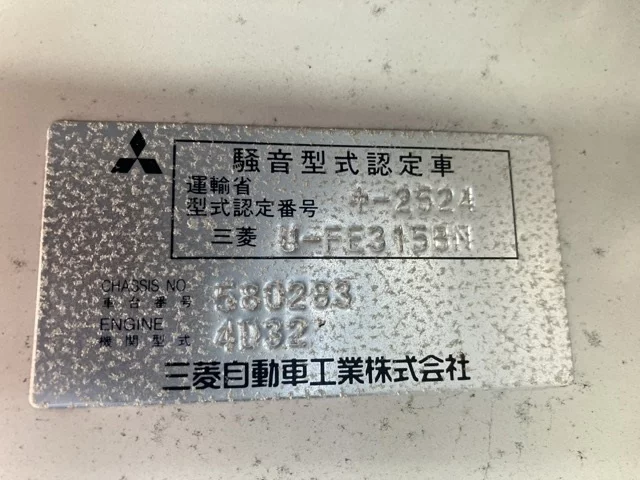 騒音型式認定車
運輸省
型式認定番号 キ-2524
三菱 U-FE315BN
CHASSIS NO
車台番号 580283
ENGINE 4D32
機関型式
三菱自動車工業株式会社